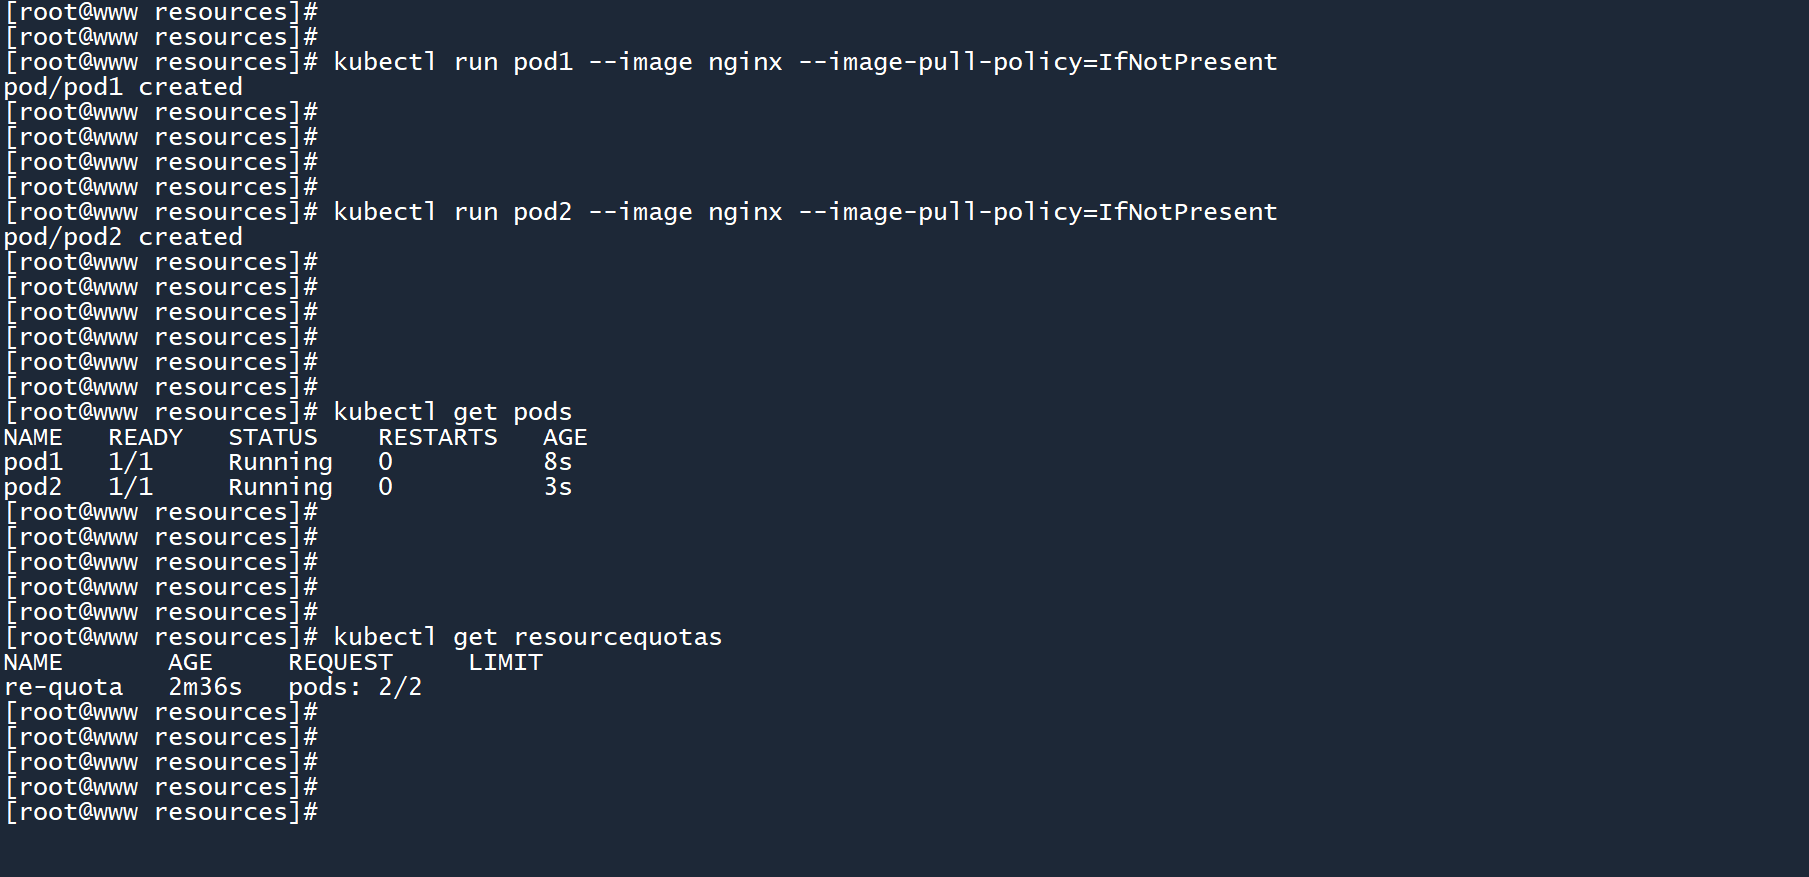 [root@www resources]#
[root@www resources]#
[root@www resources]# kubectl run pod1 --image nginx --image-pull-policy=IfNotPresent
pod/pod1 created
[root@www resources]#
[root@www resources]#
[root@www resources]#
[root@www resources]#
[root@www resources]# kubectl run pod2 --image nginx --image-pull-policy=IfNotPresent
pod/pod2 created
[root@www resources]#
[root@www resources]#
[root@www resources]#
[root@www resources]#
[root@www resources]#
[root@www resources]#
[root@www resources]# kubectl get pods
NAME   READY   STATUS    RESTARTS   AGE
pod1   1/1     Running   0          8s
pod2   1/1     Running   0          3s
[root@www resources]#
[root@www resources]#
[root@www resources]#
[root@www resources]#
[root@www resources]#
[root@www resources]# kubectl get resourcequotas
NAME       AGE     REQUEST     LIMIT
re-quota   2m36s   pods: 2/2
[root@www resources]#
[root@www resources]#
[root@www resources]#
[root@www resources]#
[root@www resources]#